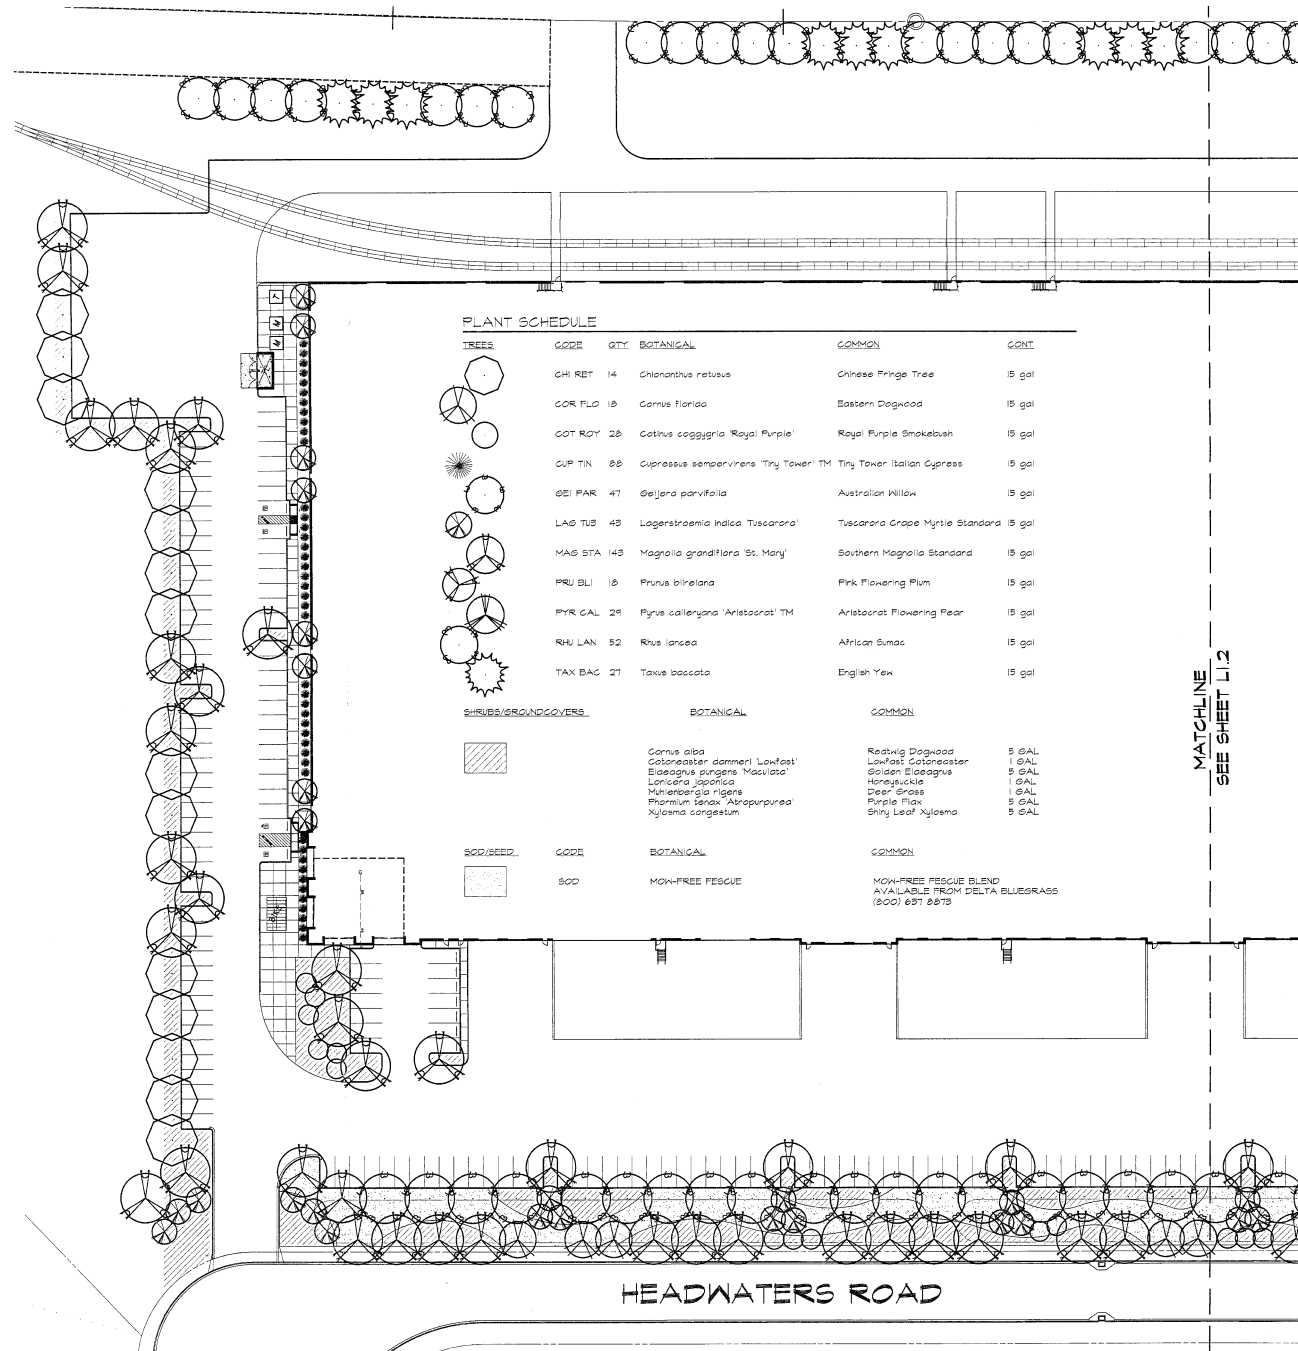 PLANT SCHEDULE
TREES CODE QTY BOTANICAL COMMON CONT
CHI RET 14 Chionanthus retusus Chinese Fringe Tree 15 gal
COR FLO 18 Cornus florida Eastern Dogwood 15 gal
COT ROY 28 Cotinus coggygria 'Royal Purple' Royal Purple Smokebush 15 gal
CUP TIN 88 Cupressus sempervirens 'Tiny Tower' TM Tiny Tower Italian Cypress 15 gal
GEI PAR 47 Geijera parvifolia Australian Willow 15 gal
LAG TUS 43 Lagerstroemia indica 'Tuscarora' Tuscarora Crape Myrtle Standard 15 gal
MAG STA 143 Magnolia grandiflora 'St. Mary' Southern Magnolia Standard 15 gal
PRU BLI 18 Prunus blireiana Pink Flowering Plum 15 gal
PYR CAL 29 Pyrus calleryana 'Aristocrat' TM Aristocrat Flowering Pear 15 gal
RHU LAN 52 Rhus lancea African Sumac 15 gal
TAX BAC 27 Taxus baccata English Yew 15 gal
SHRUBS/GROUNDCOVERS BOTANICAL COMMON
Cornus alba Redtwig Dogwood 5 GAL
Cotoneaster dammeri 'Lowfast' Lowfast Cotoneaster 1 GAL
Elaeagnus pungens 'Maculata' Golden Elaeagnus 5 GAL
Lonicera japonica Honeysuckle 1 GAL
Muhlenbergia rigens Deer Grass 1 GAL
Phormium tenax 'Atropurpurea' Purple Flax 5 GAL
Xylosma congestum Shiny Leaf Xylosma 5 GAL
SOD/SEED CODE BOTANICAL COMMON
SOD MOW-FREE FESCUE MOW-FREE FESCUE BLEND
AVAILABLE FROM DELTA BLUEGRASS
(800) 637 8873
MATCHLINE
SEE SHEET L1.2
HEADWATERS ROAD